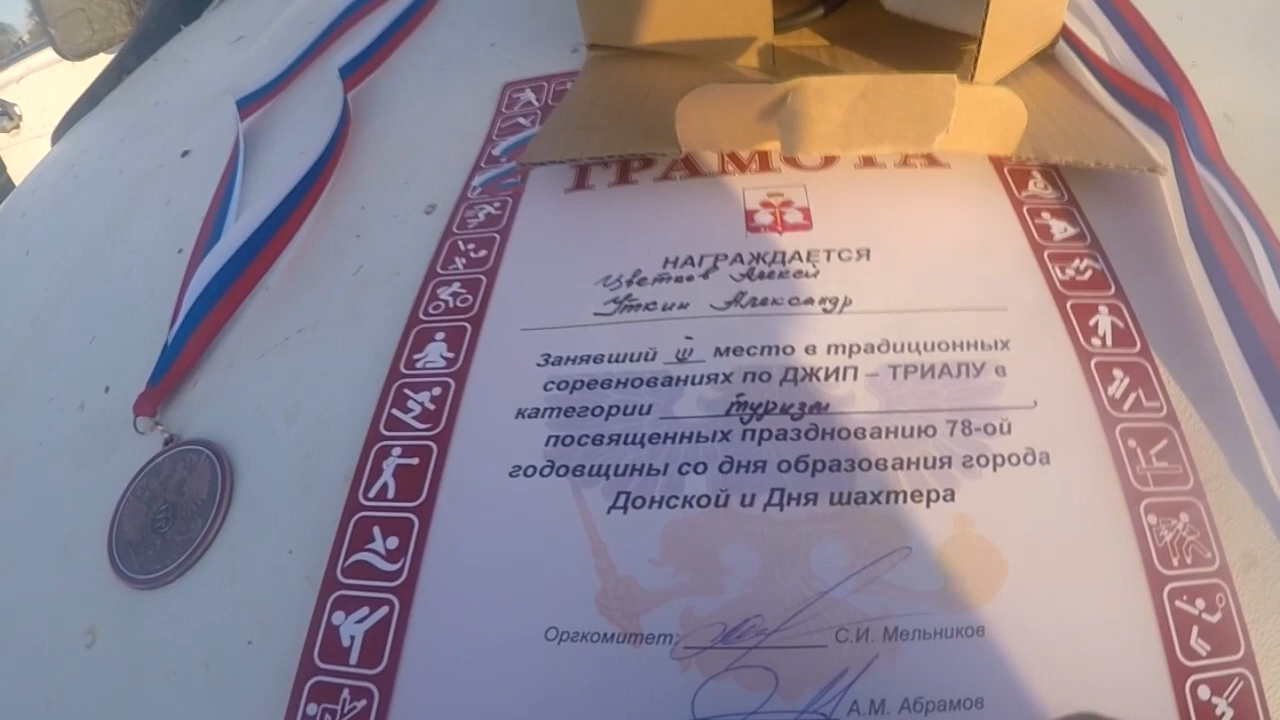 ГРАМОТА
НАГРАЖДАЕТСЯ
Цветков Алексей
Уткин Александр
Занявший III место в традиционных
соревнованиях по ДЖИП – ТРИАЛУ в
категории туризм,
посвященных празднованию 78-ой
годовщины со дня образования города
Донской и Дня шахтера
Оргкомитет: С.И. Мельников
А.М. Абрамов